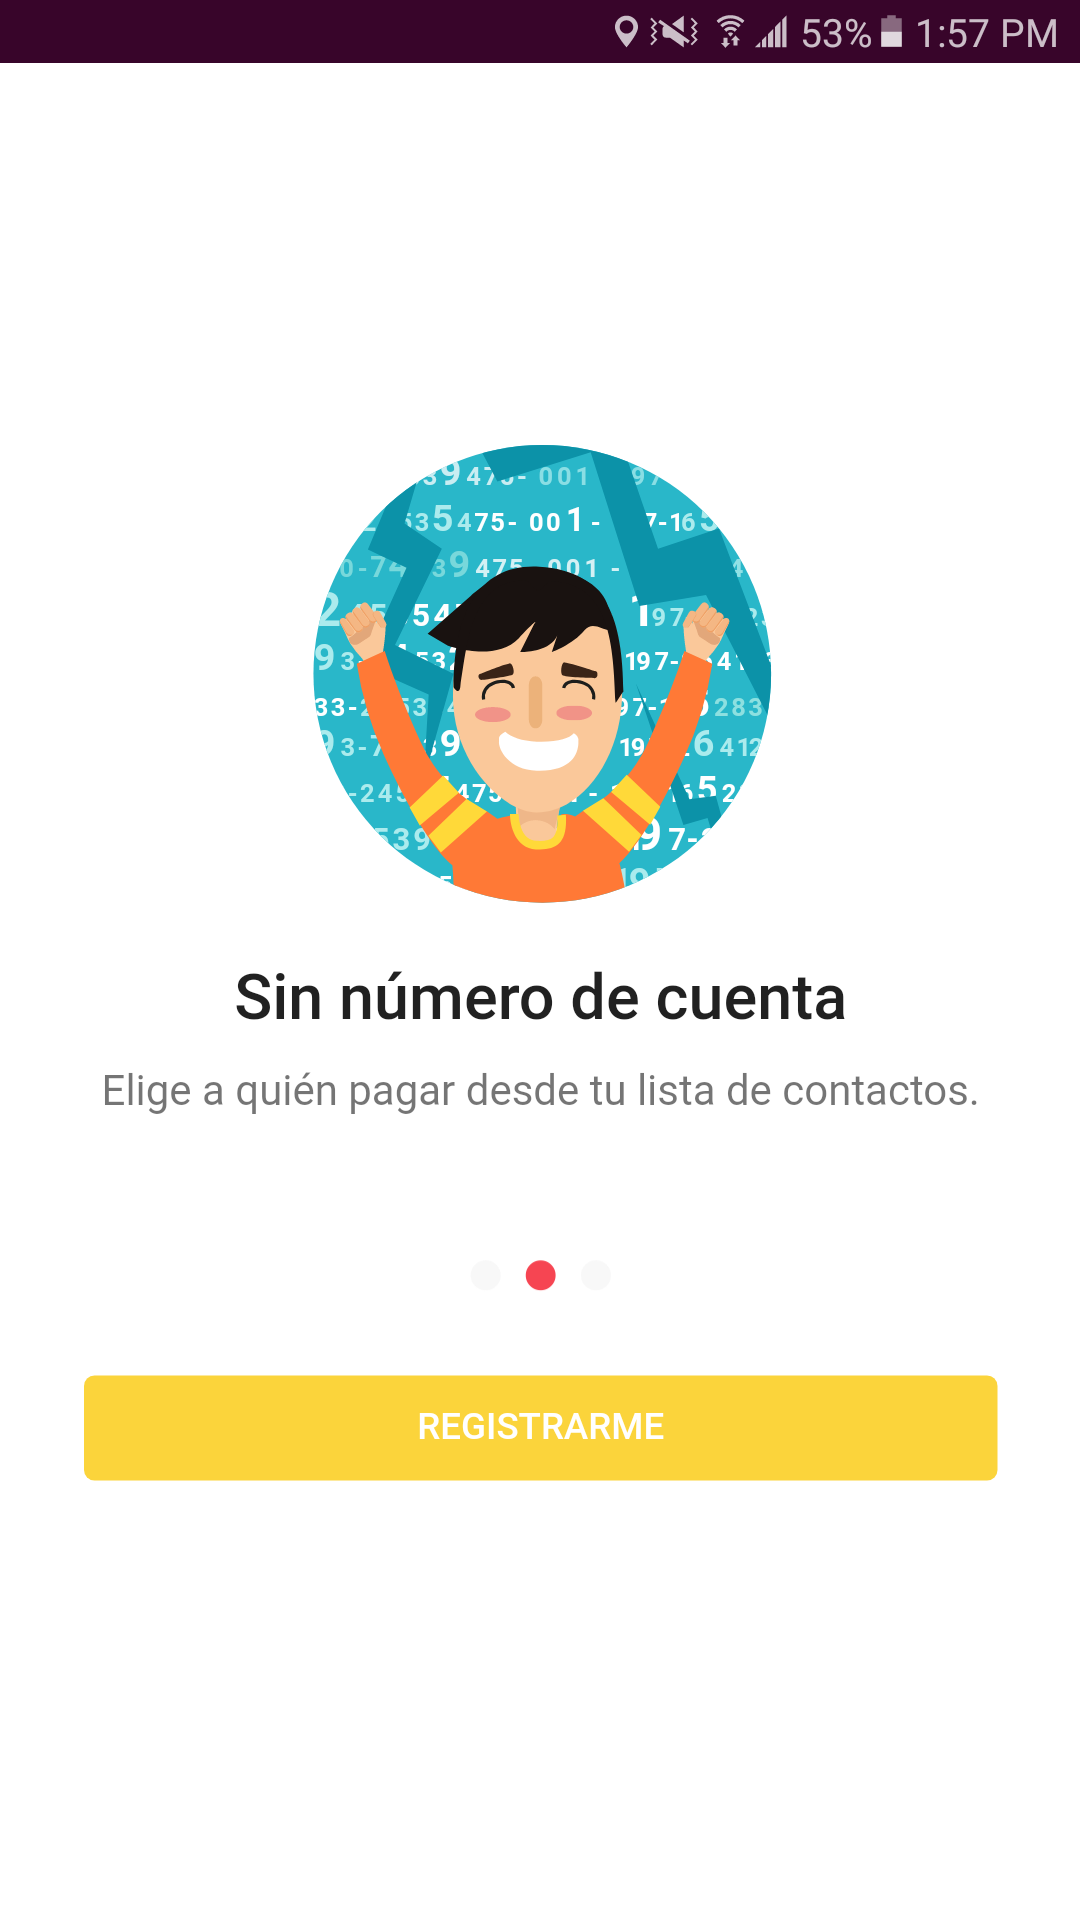 53% 1:57 PM
Sin número de cuenta
Elige a quién pagar desde tu lista de contactos.
REGISTRARME